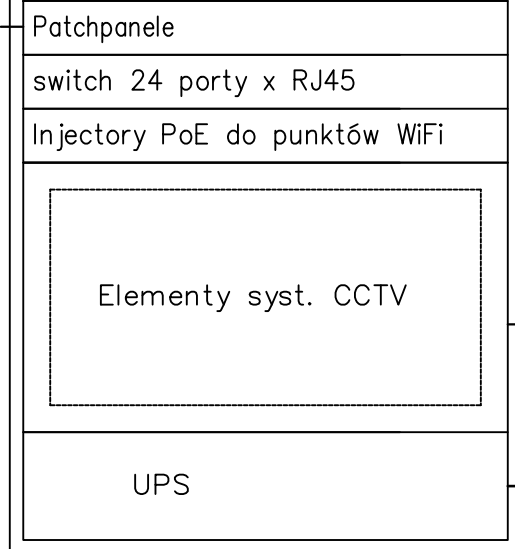 Patchpanele
switch 24 porty x RJ45
Injectory PoE do punktów WiFi
Elementy syst. CCTV
UPS